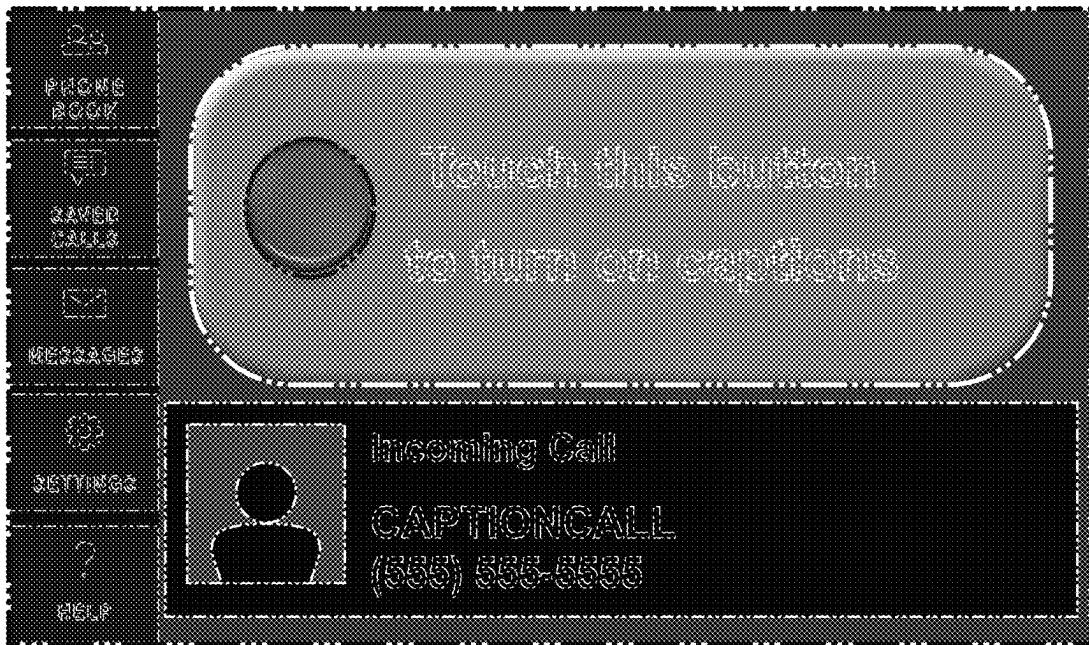 PHONE
BOOK
SAVED
CALLS
MESSAGES
SETTINGS
HELP
Touch this button
to turn on captions
Incoming Call
CAPTIONCALL
(555) 555-5555